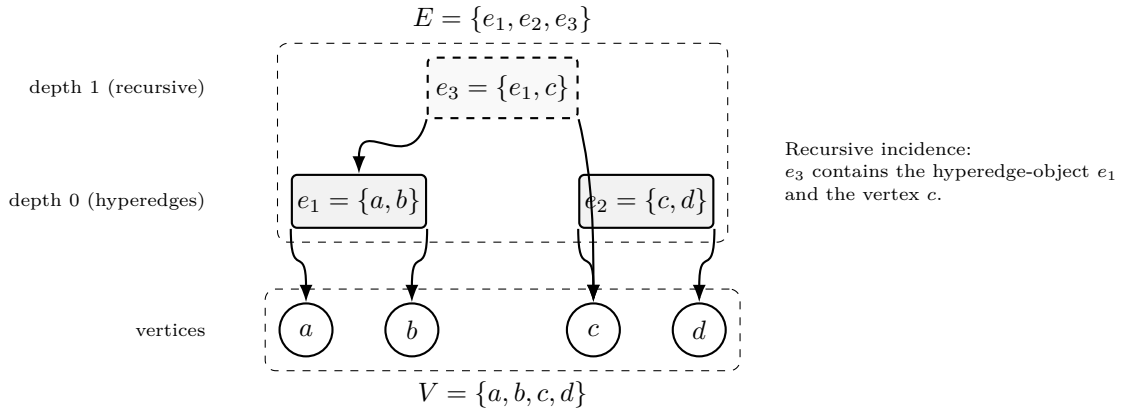 E = {e₁, e₂, e₃}
depth 1 (recursive)
e₃ = {e₁, c}
Recursive incidence:
e₃ contains the hyperedge-object e₁
and the vertex c.
depth 0 (hyperedges)
e₁ = {a, b}
e₂ = {c, d}
vertices
a
b
c
d
V = {a, b, c, d}